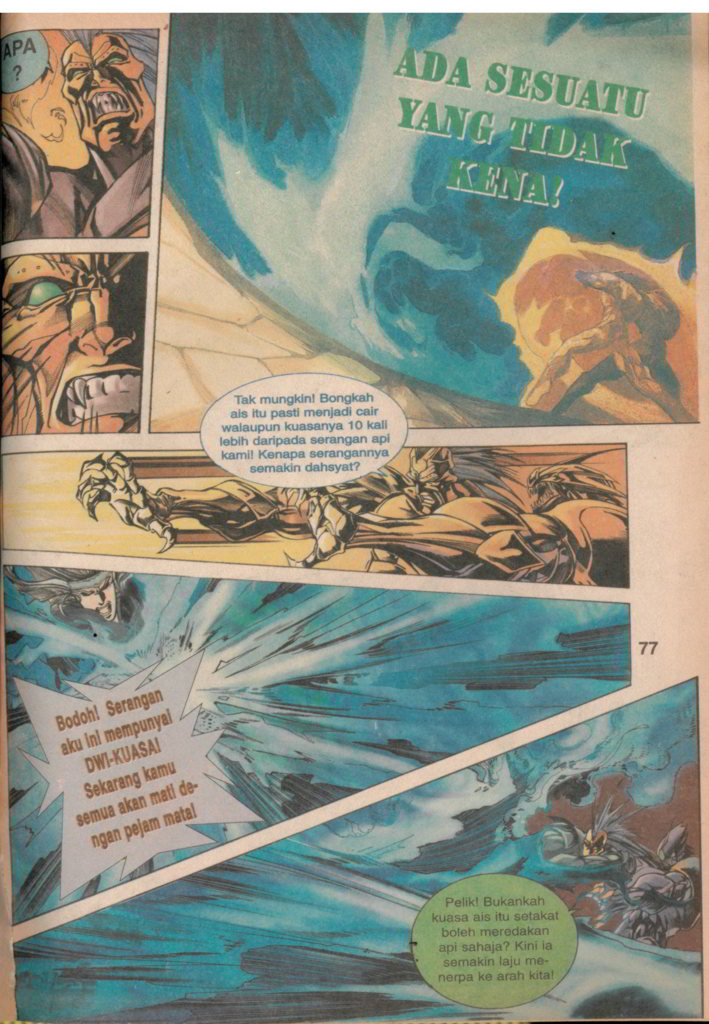 APA
?
ADA SESUATU
YANG TIDAK
KENA!
Tak mungkin! Bongkah
ais itu pasti menjadi cair
walaupun kuasanya 10 kali
lebih daripada serangan api
kami! Kenapa serangannya
semakin dahsyat?
77
Bodoh! Serangan
aku ini mempunyai
DWI-KUASA!
Sekarang kamu
semua akan mati de-
ngan pejam mata!
Pelik! Bukankah
kuasa ais itu setakat
boleh meredakan
api sahaja? Kini ia
semakin laju me-
nerpa ke arah kita!